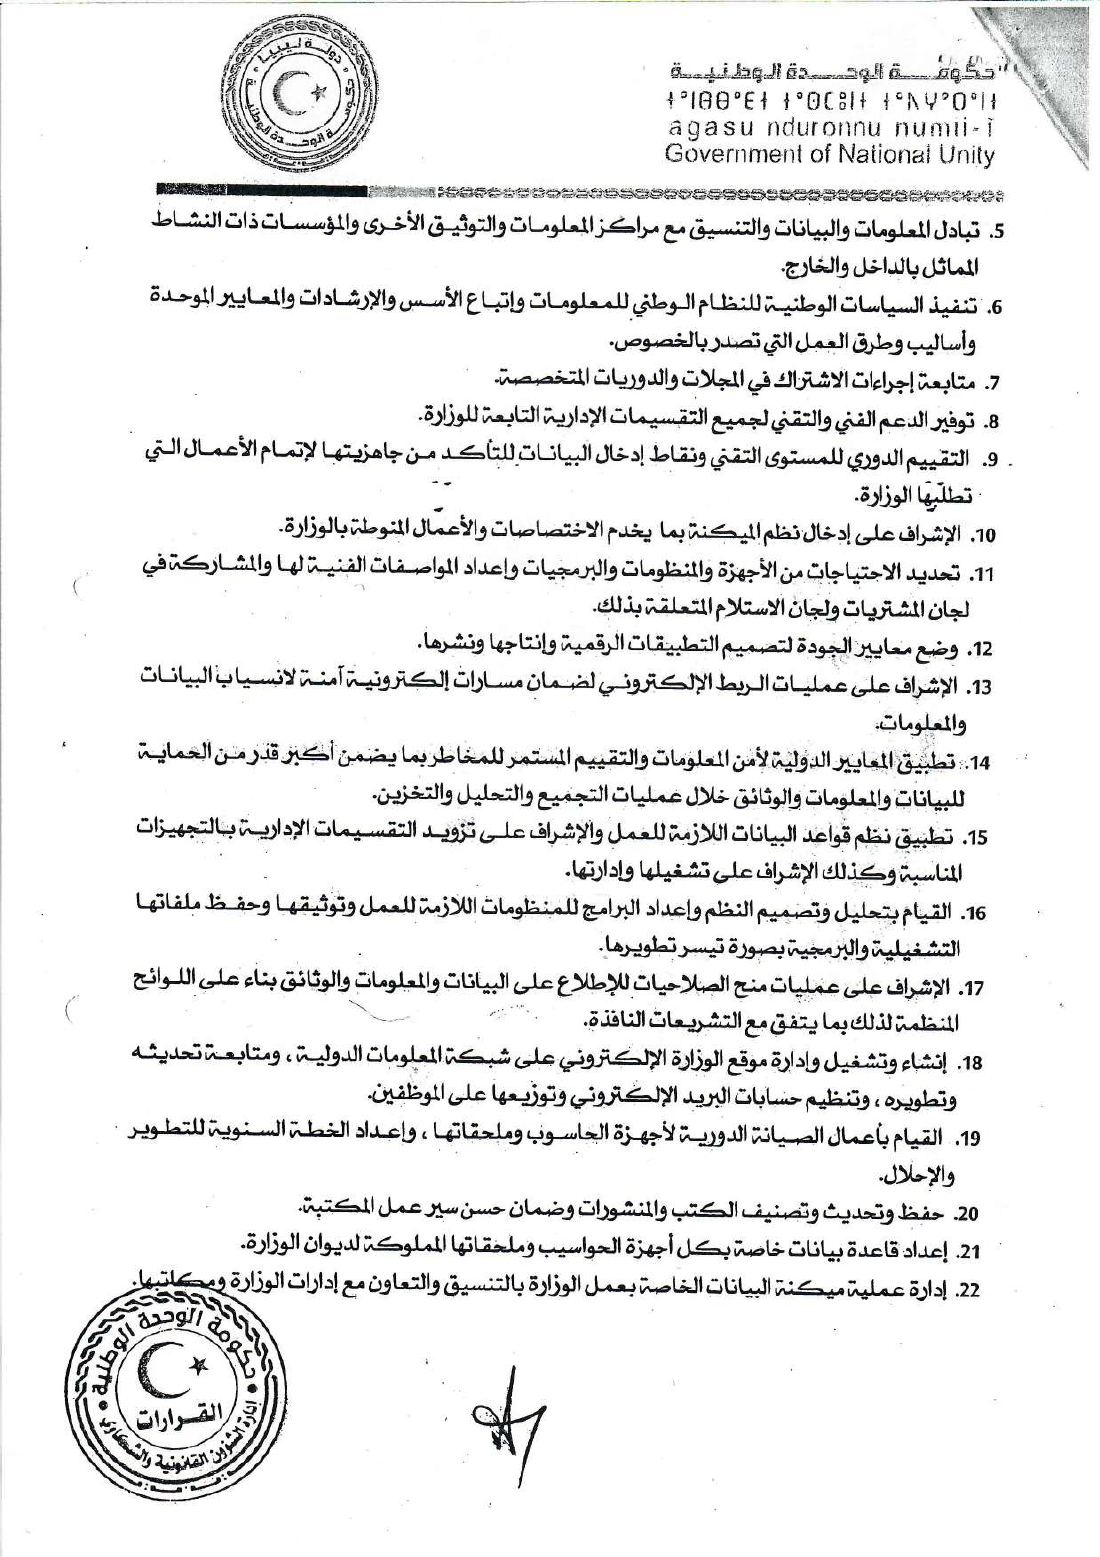 دولة ليبيا
حكومة الوحدة الوطنية
حكومة الوحدة الوطنية
ⵜⴰⵏⴱⴱⴰⴹⵜ ⵜⴰⵎⵓⵏⵜ ⵜⴰⵏⵖⴰⵔⴰⵏⵜ
agasu nduronnu numii-ī
Government of National Unity
5. تبادل المعلومات والبيانات والتنسيق مع مراكز المعلومات والتوثيق الأخرى والمؤسسات ذات النشاط
المماثل بالداخل والخارج.
6. تنفيذ السياسات الوطنية للنظام الوطني للمعلومات وإتباع الأسس والإرشادات والمعايير الموحدة
وأساليب وطرق العمل التي تصدر بالخصوص.
7. متابعة إجراءات الاشتراك في المجلات والدوريات المتخصصة.
8. توفير الدعم الفني والتقني لجميع التقسيمات الإدارية التابعة للوزارة.
9. التقييم الدوري للمستوى التقني ونقاط إدخال البيانات للتأكد من جاهزيتها لإتمام الأعمال التي
تطلبها الوزارة.
10. الإشراف على إدخال نظم الميكنة بما يخدم الاختصاصات والأعمال المنوطة بالوزارة.
11. تحديد الاحتياجات من الأجهزة والمنظومات والبرمجيات وإعداد المواصفات الفنية لها والمشاركة في
لجان المشتريات ولجان الاستلام المتعلقة بذلك.
12. وضع معايير الجودة لتصميم التطبيقات الرقمية وإنتاجها ونشرها.
13. الإشراف على عمليات الربط الإلكتروني لضمان مسارات إلكترونية آمنة لانسياب البيانات
والمعلومات.
14. تطبيق المعايير الدولية لأمن المعلومات والتقييم المستمر للمخاطر بما يضمن أكبر قدر من الحماية
للبيانات والمعلومات والوثائق خلال عمليات التجميع والتحليل والتخزين.
15. تطبيق نظم قواعد البيانات اللازمة للعمل والإشراف على تزويد التقسيمات الإدارية بالتجهيزات
المناسبة وكذلك الإشراف على تشغيلها وإدارتها.
16. القيام بتحليل وتصميم النظم وإعداد البرامج للمنظومات اللازمة للعمل وتوثيقها وحفظ ملفاتها
التشغيلية والبرمجية بصورة تيسر تطويرها.
17. الإشراف على عمليات منح الصلاحيات للإطلاع على البيانات والمعلومات والوثائق بناء على اللوائح
المنظمة لذلك بما يتفق مع التشريعات النافذة.
18. إنشاء وتشغيل وإدارة موقع الوزارة الإلكتروني على شبكة المعلومات الدولية ، ومتابعة تحديثه
وتطويره ، وتنظيم حسابات البريد الإلكتروني وتوزيعها على الموظفين.
19. القيام بأعمال الصيانة الدورية لأجهزة الحاسوب وملحقاتها ، وإعداد الخطة السنوية للتطوير
والإحلال.
20. حفظ وتحديث وتصنيف الكتب والمنشورات وضمان حسن سير عمل المكتبة.
21. إعداد قاعدة بيانات خاصة بكل أجهزة الحواسيب وملحقاتها المملوكة لديوان الوزارة.
22. إدارة عملية ميكنة البيانات الخاصة بعمل الوزارة بالتنسيق والتعاون مع إدارات الوزارة ومكاتبها.
حكومة الوحدة الوطنية
القرارات
إدارة الشؤون القانونية والشكاوى